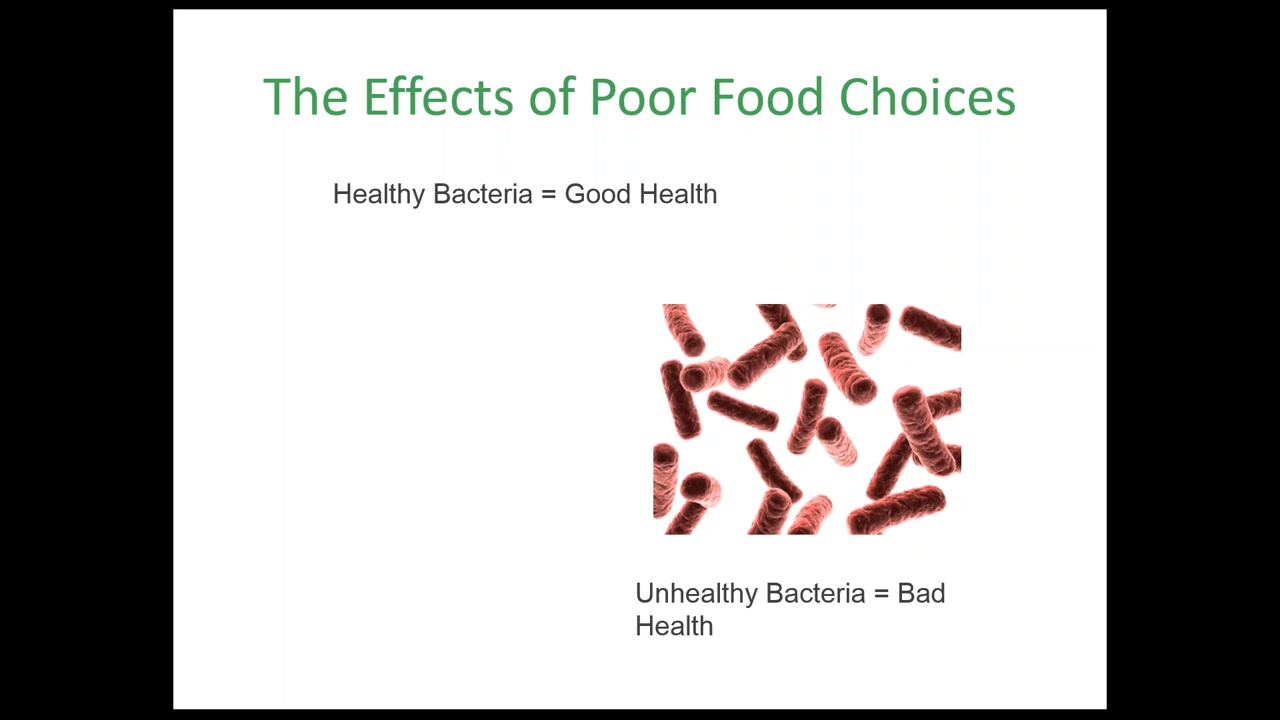 The Effects of Poor Food Choices
Healthy Bacteria = Good Health
Unhealthy Bacteria = Bad
Health